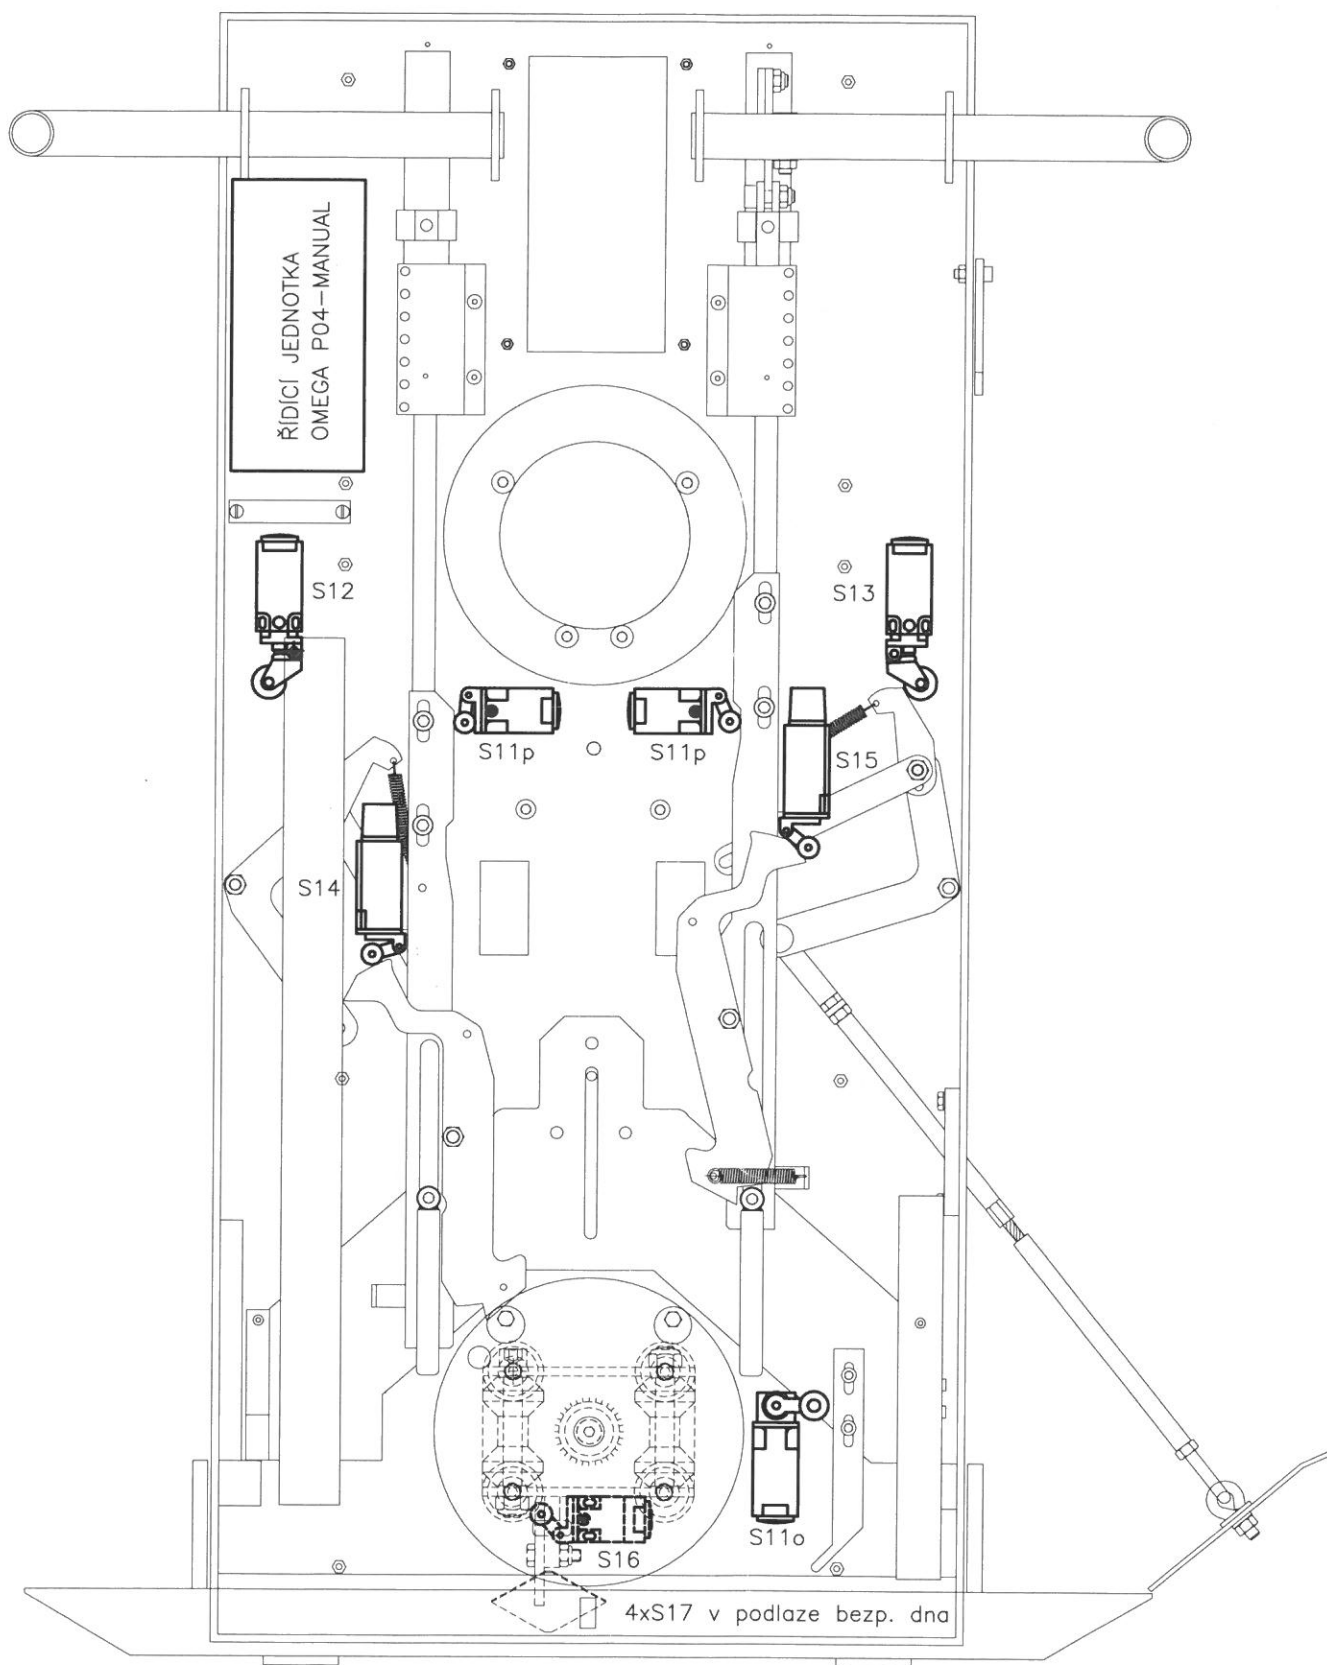 ŘÍDÍCÍ JEDNOTKA
OMEGA P04-MANUAL
S12
S13
S11p
S11p
S15
S14
S11o
S16
4xS17 v podlaze bezp. dna